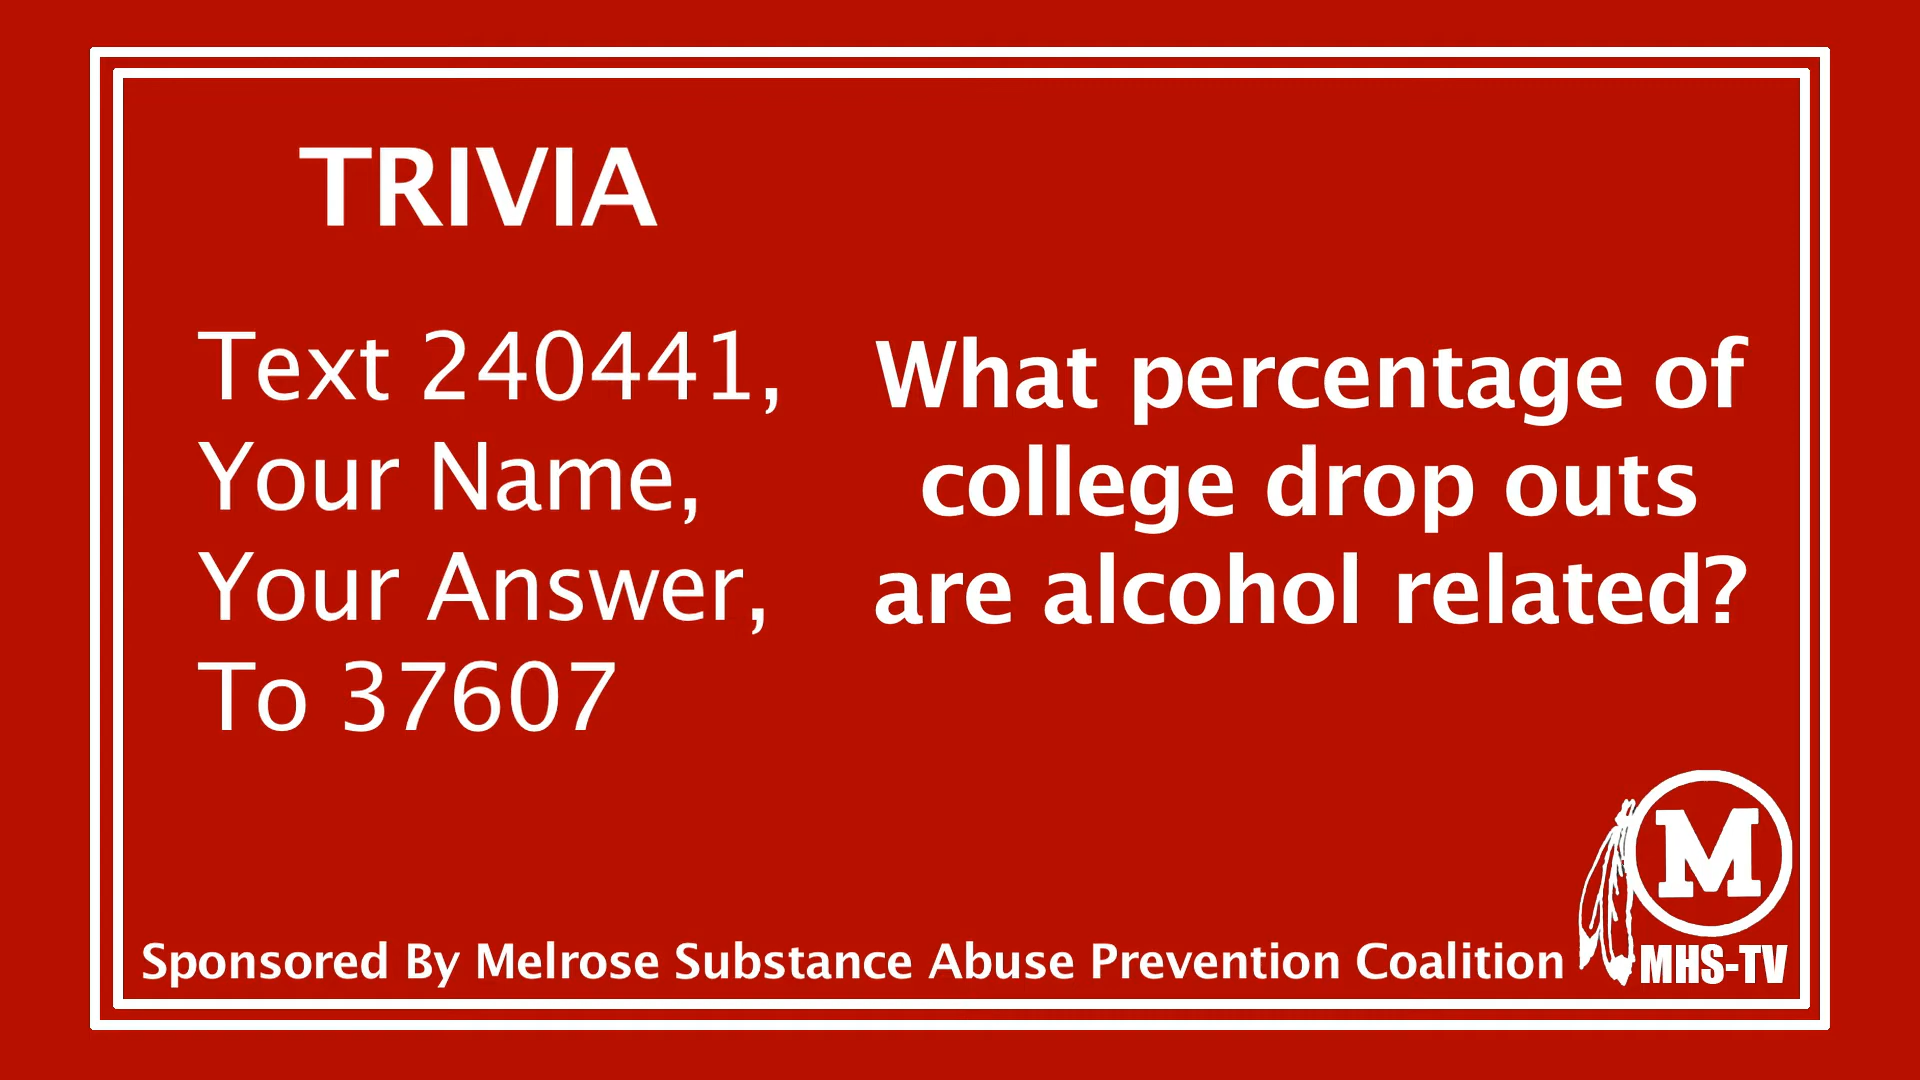 TRIVIA
Text 240441,
Your Name,
Your Answer,
To 37607
What percentage of
college drop outs
are alcohol related?
M
MHS-TV
Sponsored By Melrose Substance Abuse Prevention Coalition